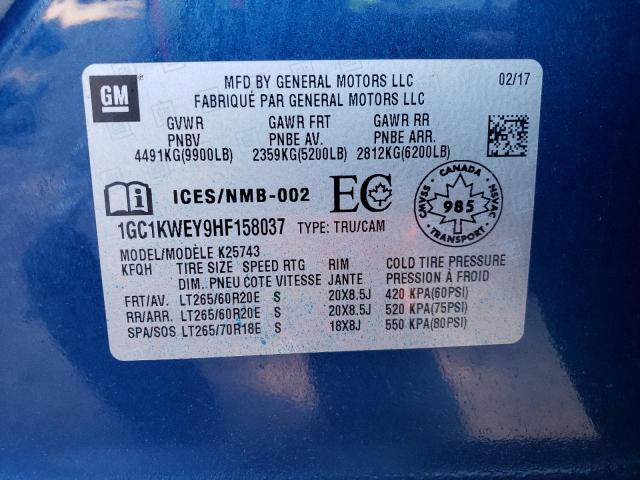 GM
MFD BY GENERAL MOTORS LLC 02/17
FABRIQUÉ PAR GENERAL MOTORS LLC
GVWR GAWR FRT GAWR RR
PNBV PNBE AV. PNBE ARR.
4491KG(9900LB) 2359KG(5200LB) 2812KG(6200LB)
ICES/NMB-002 EC
CANADA
CMVSS 985 NSVAC
TRANSPORT
1GC1KWEY9HF158037 TYPE: TRU/CAM
MODEL/MODÈLE K25743
KFQH TIRE SIZE SPEED RTG RIM COLD TIRE PRESSURE
DIM. PNEU COTE VITESSE JANTE PRESSION À FROID
FRT/AV. LT265/60R20E S 20X8.5J 420 KPA(60PSI)
RR/ARR. LT265/60R20E S 20X8.5J 520 KPA(75PSI)
SPA/SOS LT265/70R18E S 18X8J 550 KPA(80PSI)